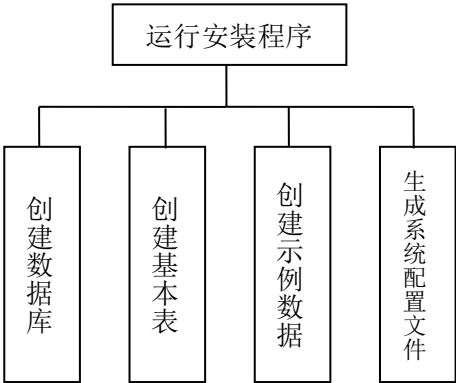 运行安装程序
创建数据库
创建基本表
创建示例数据
生成系统配置文件